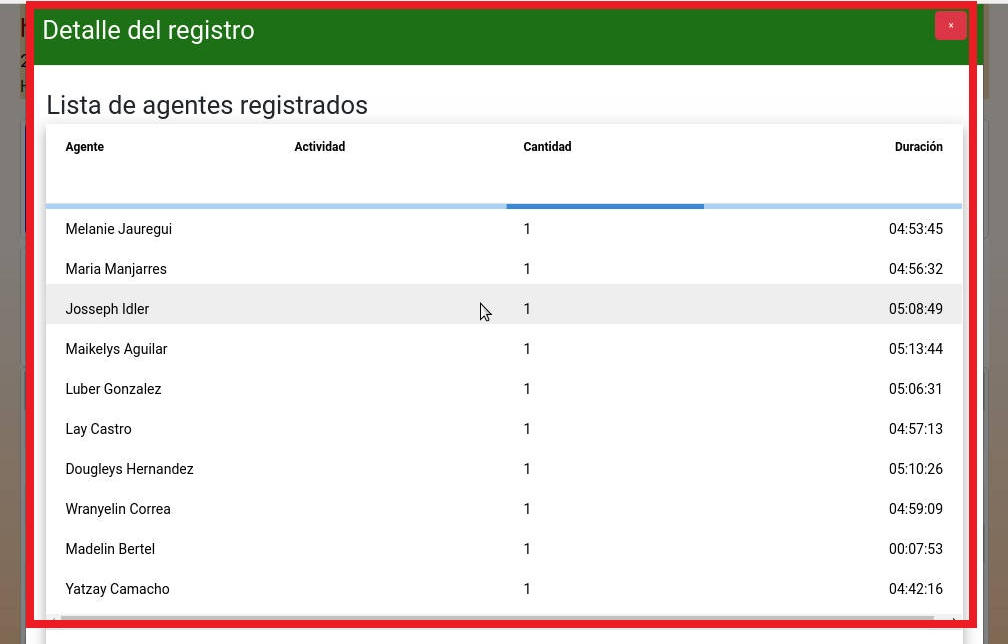 Detalle del registro
×
Lista de agentes registrados
Agente Actividad Cantidad Duración
Melanie Jauregui 1 04:53:45
Maria Manjarres 1 04:56:32
Josseph Idler 1 05:08:49
Maikelys Aguilar 1 05:13:44
Luber Gonzalez 1 05:06:31
Lay Castro 1 04:57:13
Dougleys Hernandez 1 05:10:26
Wranyelin Correa 1 04:59:09
Madelin Bertel 1 00:07:53
Yatzay Camacho 1 04:42:16